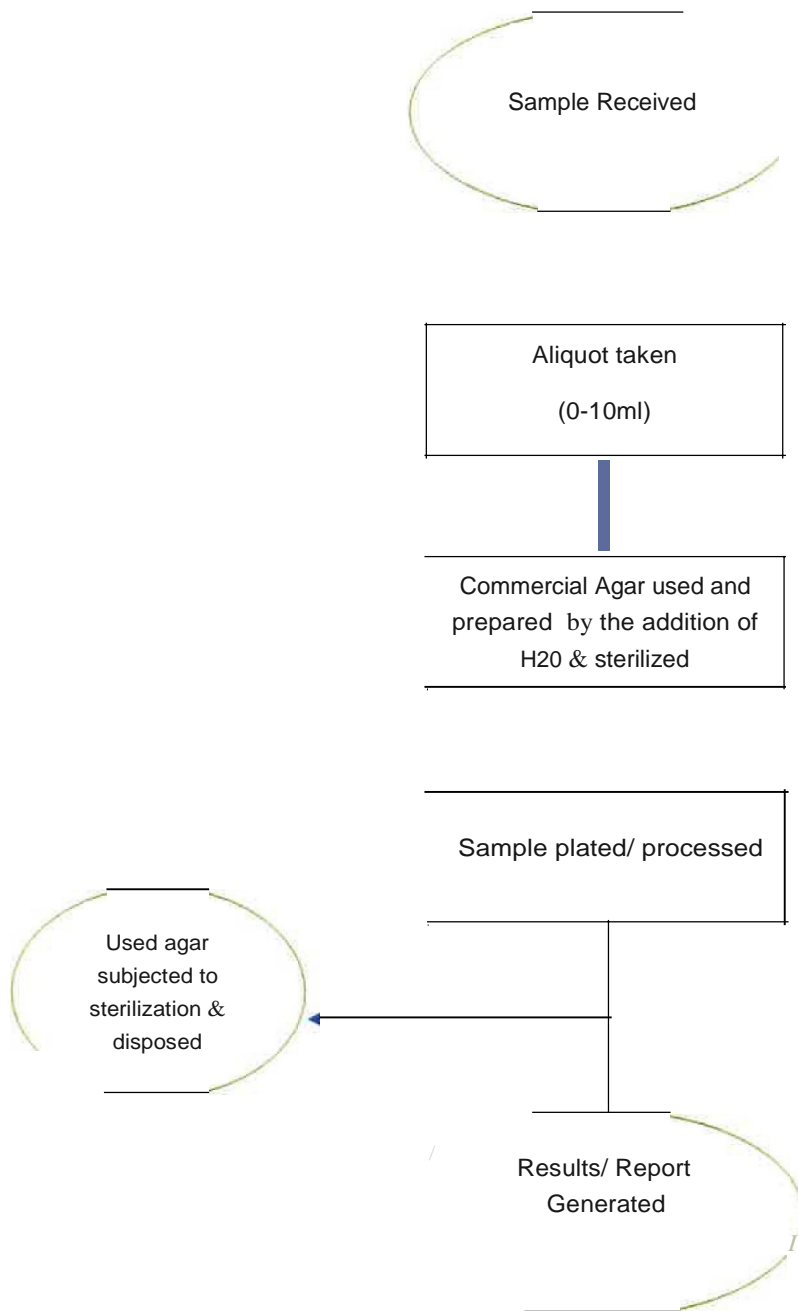 Sample Received
Aliquot taken
(0-10ml)
Commercial Agar used and
prepared by the addition of
H20 & sterilized
Sample plated/ processed
Used agar
subjected to
sterilization &
disposed
Results/ Report
Generated